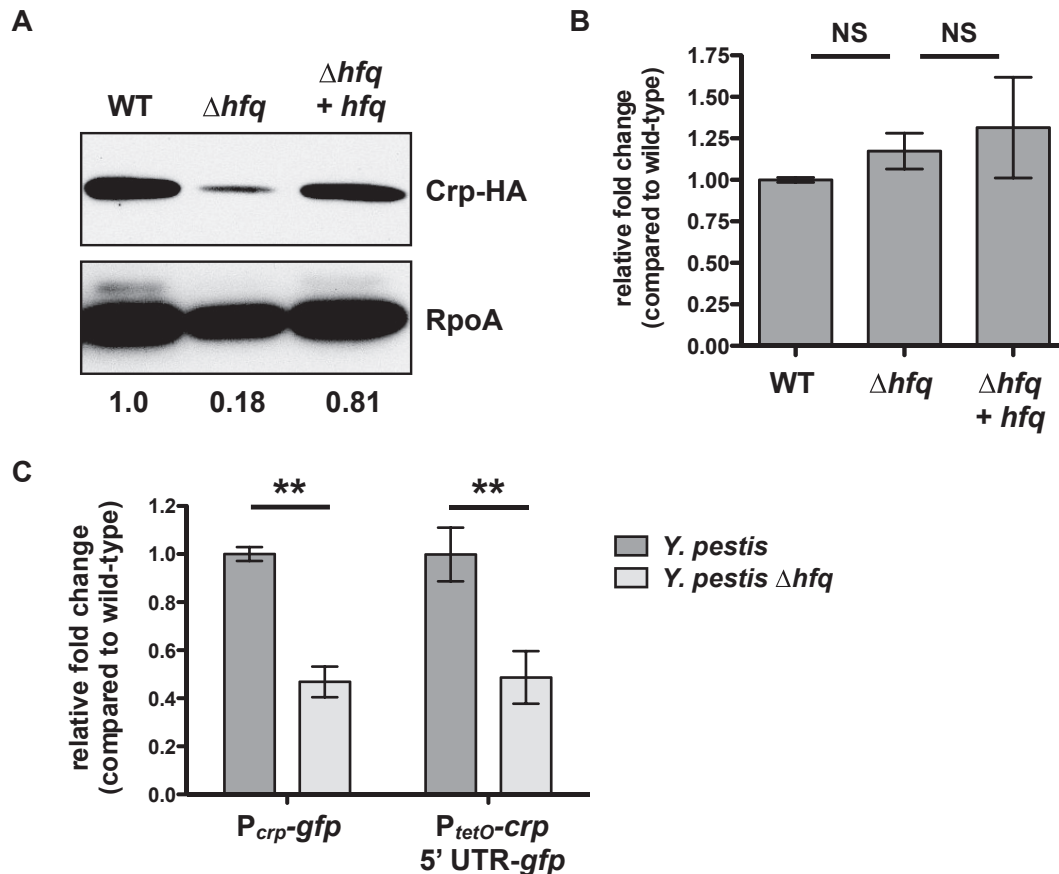 A
WT Δhfq Δhfq
+ hfq
Crp-HA
RpoA
1.0 0.18 0.81
B
NS NS
1.75
1.50
1.25
1.00
0.75
0.50
0.25
0.00
relative fold change
(compared to wild-type)
WT Δhfq Δhfq
+ hfq
C
** **
1.2
1.0
0.8
0.6
0.4
0.2
0.0
relative fold change
(compared to wild-type)
Pcrp-gfp PtetO-crp
5' UTR-gfp
Y. pestis
Y. pestis Δhfq